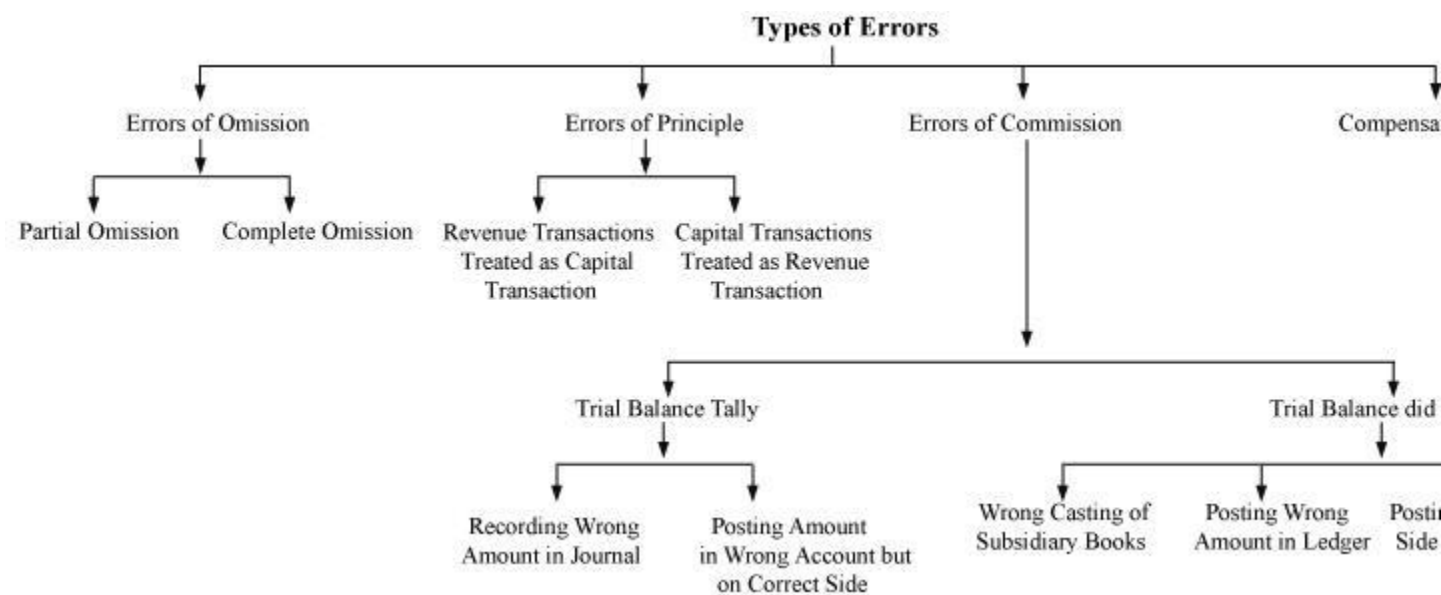 Types of Errors
Errors of Omission
Errors of Principle
Errors of Commission
Compensa
Partial Omission
Complete Omission
Revenue Transactions
Treated as Capital
Transaction
Capital Transactions
Treated as Revenue
Transaction
Trial Balance Tally
Trial Balance did
Recording Wrong
Amount in Journal
Posting Amount
in Wrong Account but
on Correct Side
Wrong Casting of
Subsidiary Books
Posting Wrong
Amount in Ledger
Postin
Side